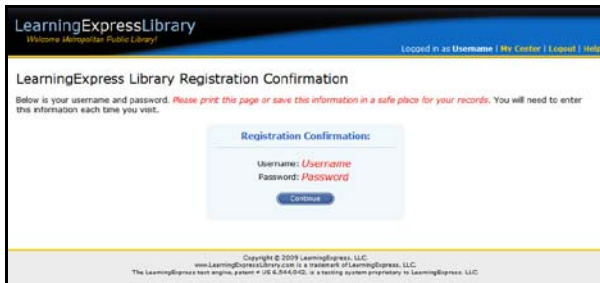 LearningExpressLibrary
Welcome Metropolitan Public Library!
Logged in as Username | My Center | Logout | Help
LearningExpress Library Registration Confirmation
Below is your username and password. Please print this page or save this information in a safe place for your records. You will need to enter
this information each time you visit.
Registration Confirmation:
Username: Username
Password: Password
Continue
Copyright © 2009 LearningExpress, LLC.
www.LearningExpressLibrary.com is a trademark of LearningExpress, LLC.
The LearningExpress test engine, patent # US 6,544,042, is a testing system proprietary to LearningExpress, LLC.